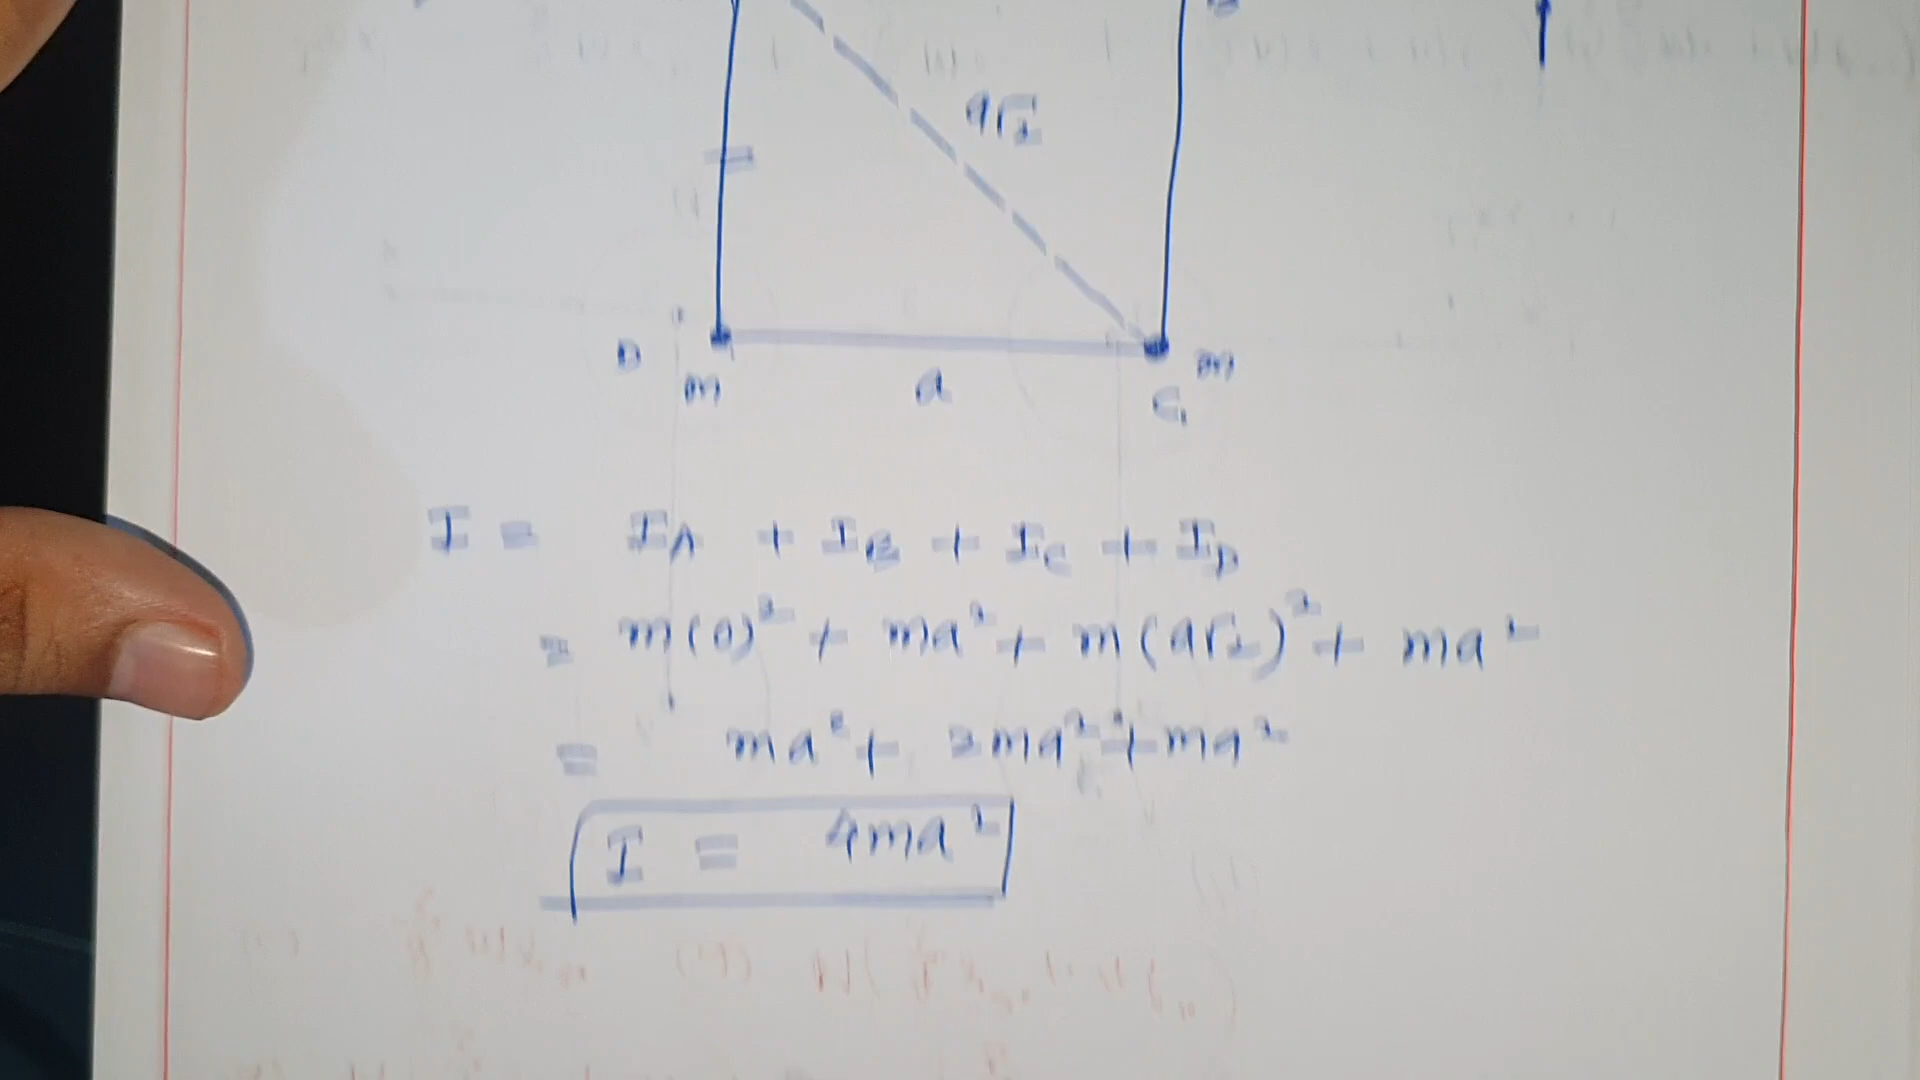 a√2
D
m
a
m
C
I = I_A + I_B + I_C + I_D
= m(0)² + ma² + m(a√2)² + ma²
= ma² + 2ma² + ma²
I = 4ma²